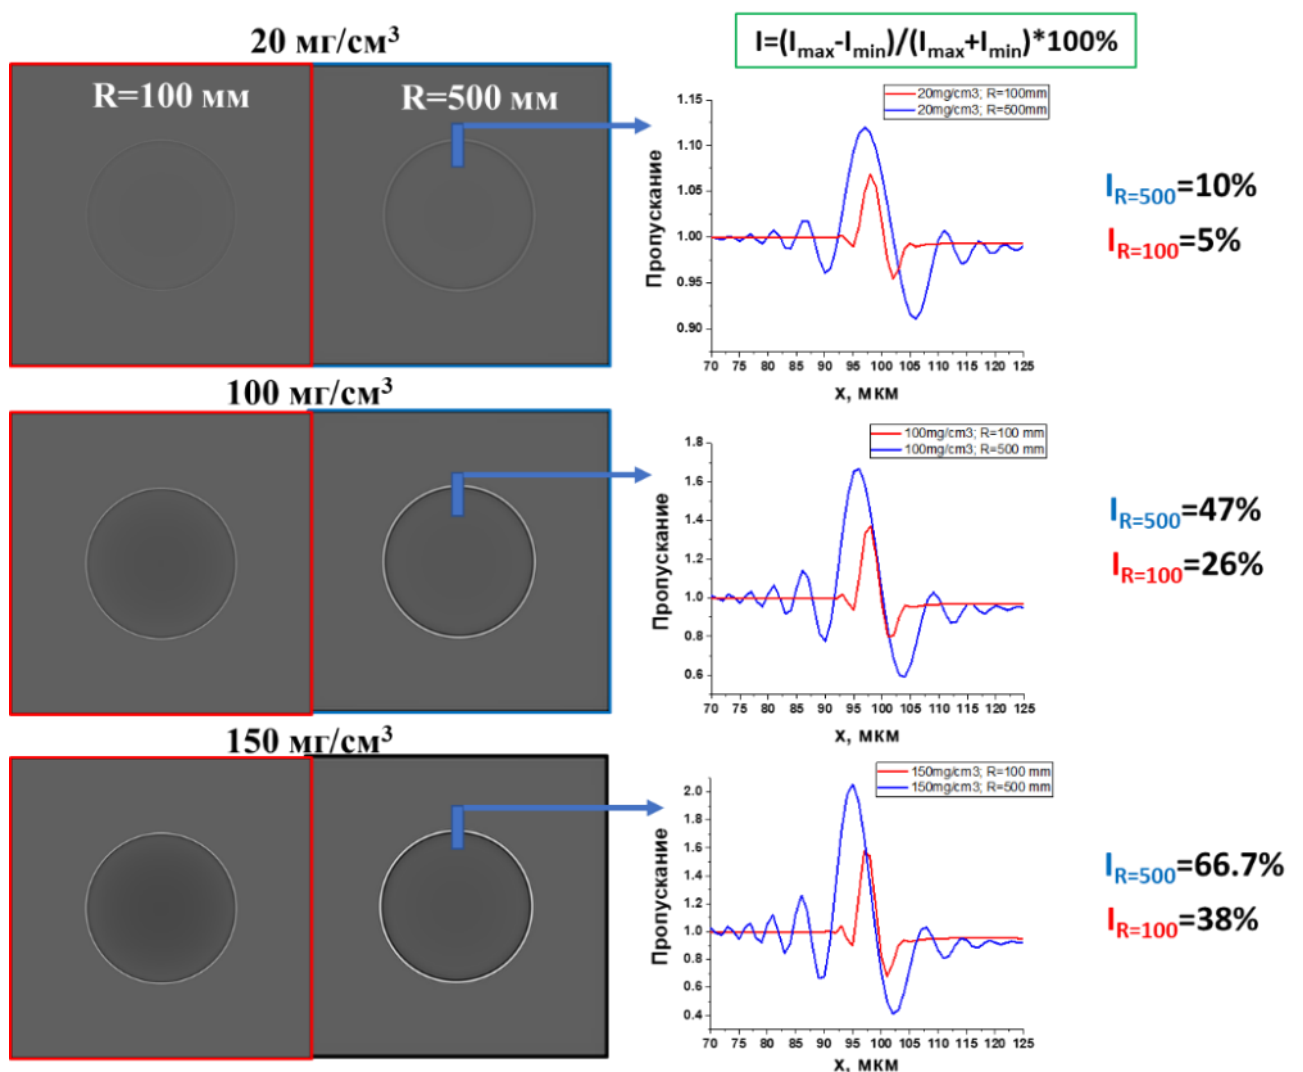 20 мг/см³
R=100 мм
R=500 мм
I=(Imax-Imin)/(Imax+Imin)*100%
20mg/cm3; R=100mm
20mg/cm3; R=500mm
1.15
1.10
1.05
1.00
0.95
0.90
Пропускание
70 75 80 85 90 95 100 105 110 115 120 125
х, мкм
IR=500=10%
IR=100=5%
100 мг/см³
100mg/cm3; R=100 mm
100mg/cm3; R=500 mm
1.8
1.6
1.4
1.2
1.0
0.8
0.6
Пропускание
70 75 80 85 90 95 100 105 110 115 120 125
х, мкм
IR=500=47%
IR=100=26%
150 мг/см³
150mg/cm3; R=100 mm
150mg/cm3; R=500 mm
2.0
1.8
1.6
1.4
1.2
1.0
0.8
0.6
0.4
Пропускание
70 75 80 85 90 95 100 105 110 115 120 125
х, мкм
IR=500=66.7%
IR=100=38%